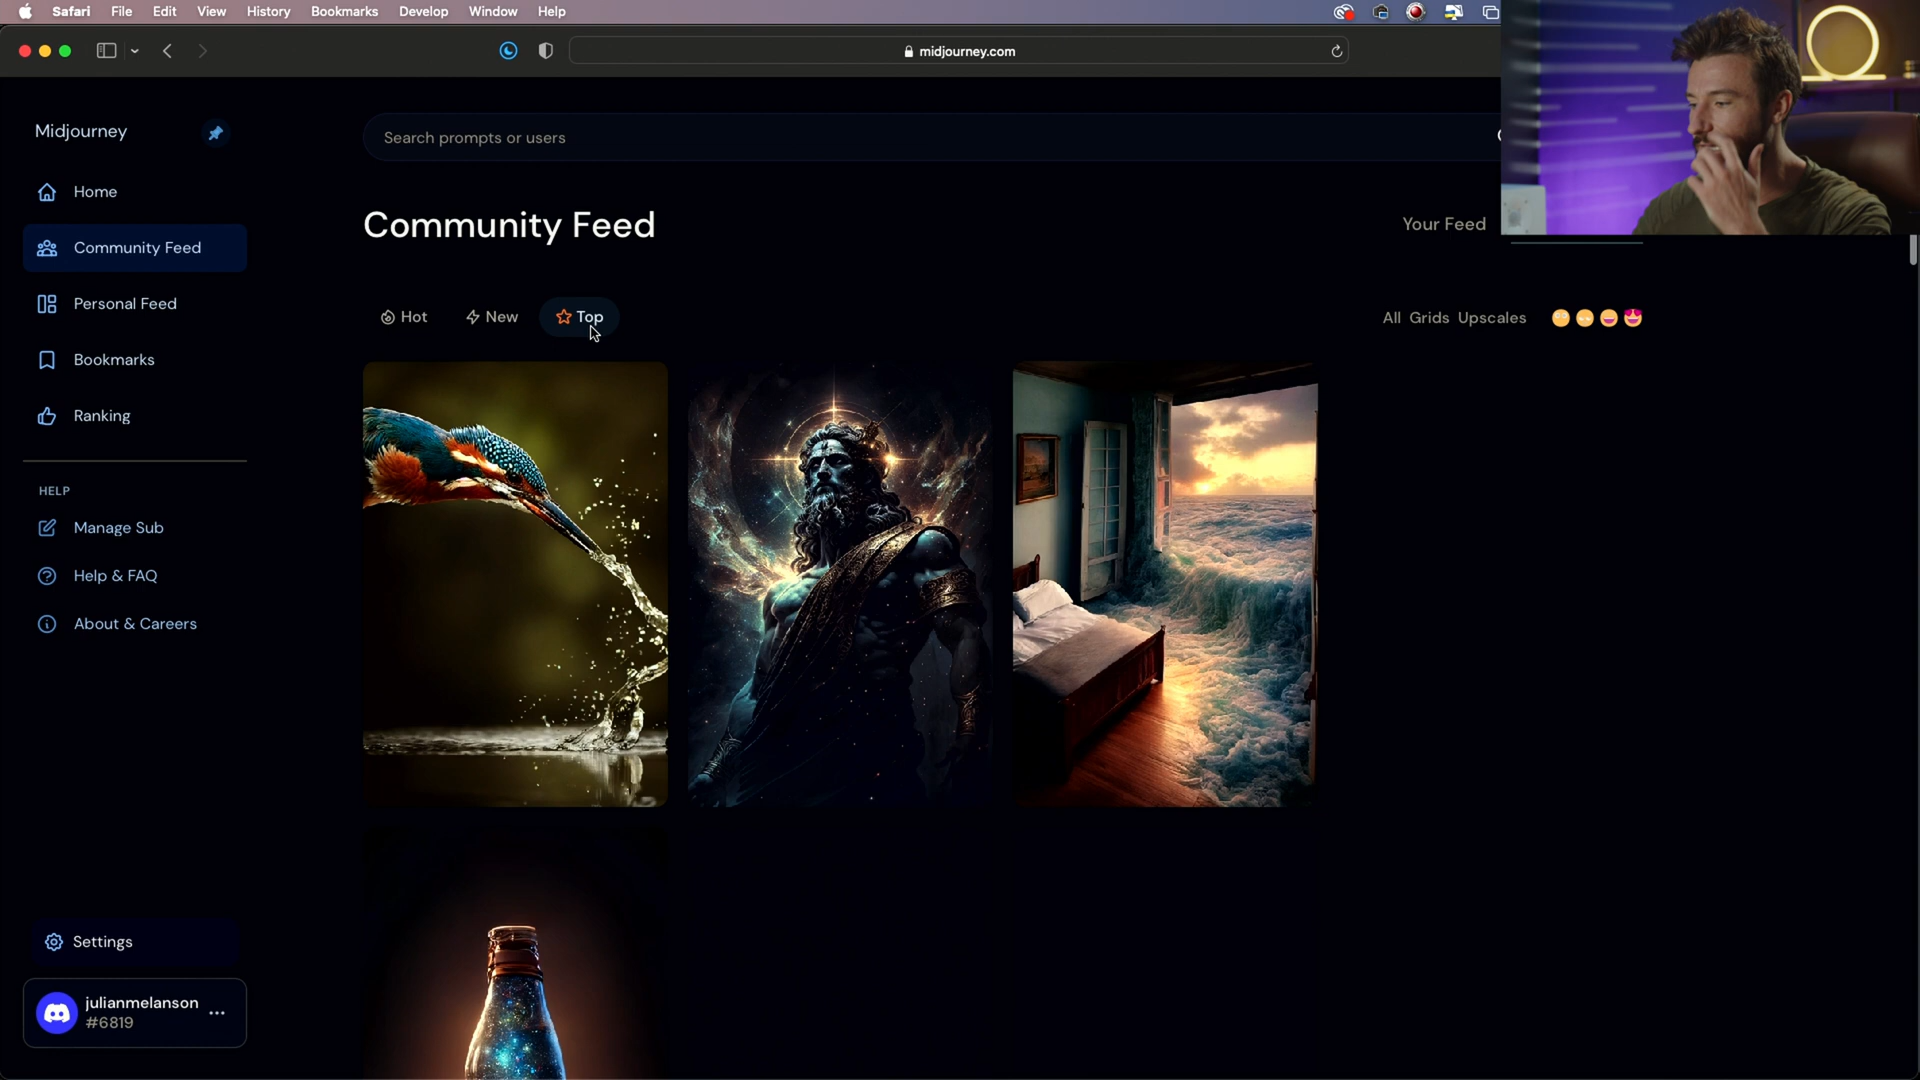 Safari File Edit View History Bookmarks Develop Window Help
midjourney.com
Midjourney
Search prompts or users
Home
Community Feed
Your Feed
Community Feed
Personal Feed
Hot New Top
All Grids Upscales
Bookmarks
Ranking
HELP
Manage Sub
Help & FAQ
About & Careers
Settings
julianmelanson
#6819